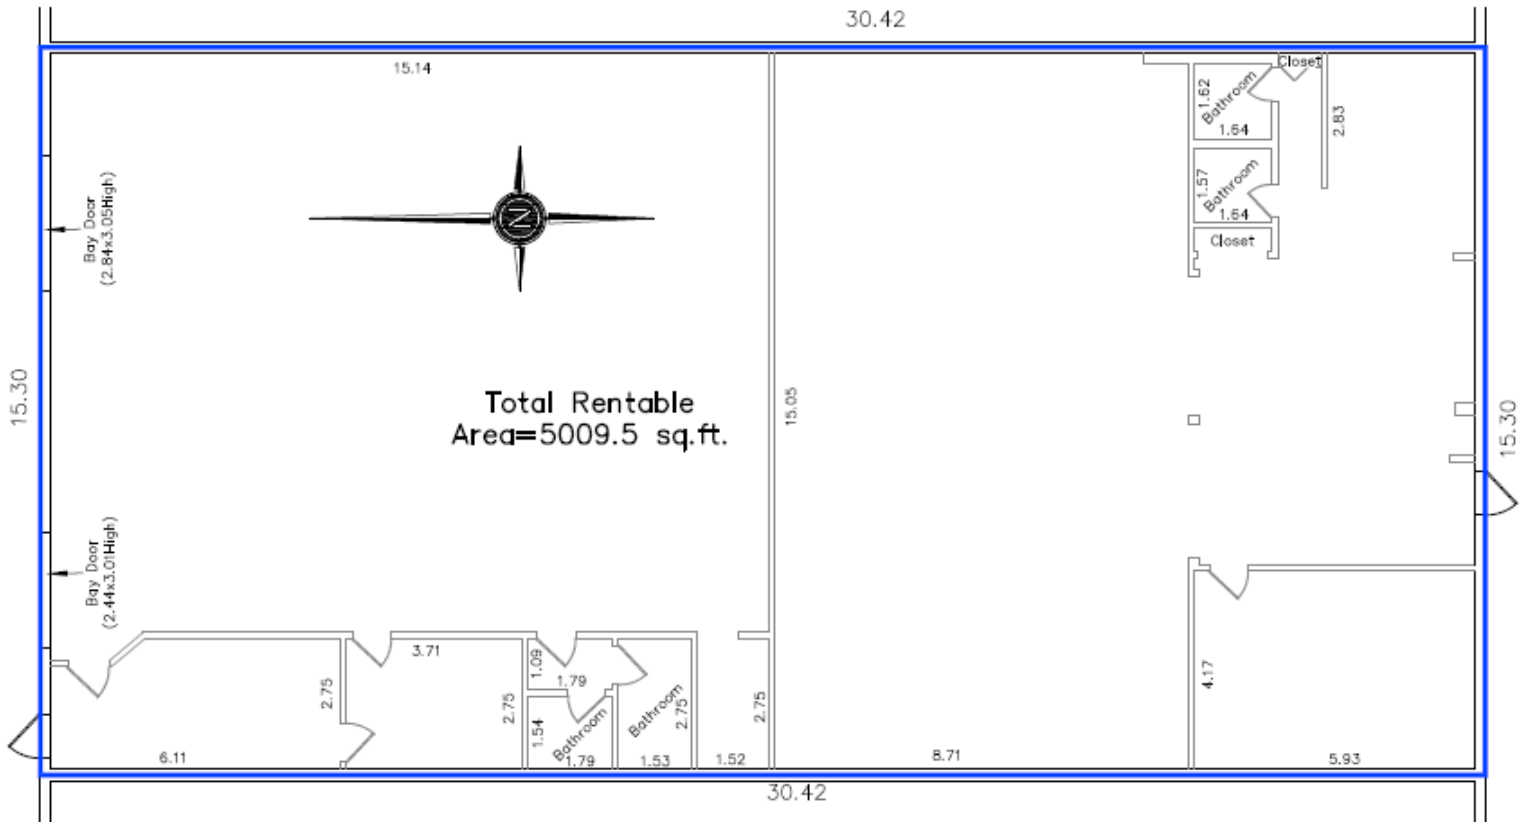 30.42
15.14
Closet
1.62
Bathroom
1.64
2.83
1.57
Bathroom
1.64
Closet
Bay Door
(2.84x3.05High)
N
15.30
Total Rentable
Area=5009.5 sq.ft.
15.05
15.30
Bay Door
(2.44x3.01High)
3.71
1.09
1.79
2.75
2.75
1.54
Bathroom
1.79
Bathroom
2.75
1.53
2.75
1.52
6.11
8.71
4.17
5.93
30.42